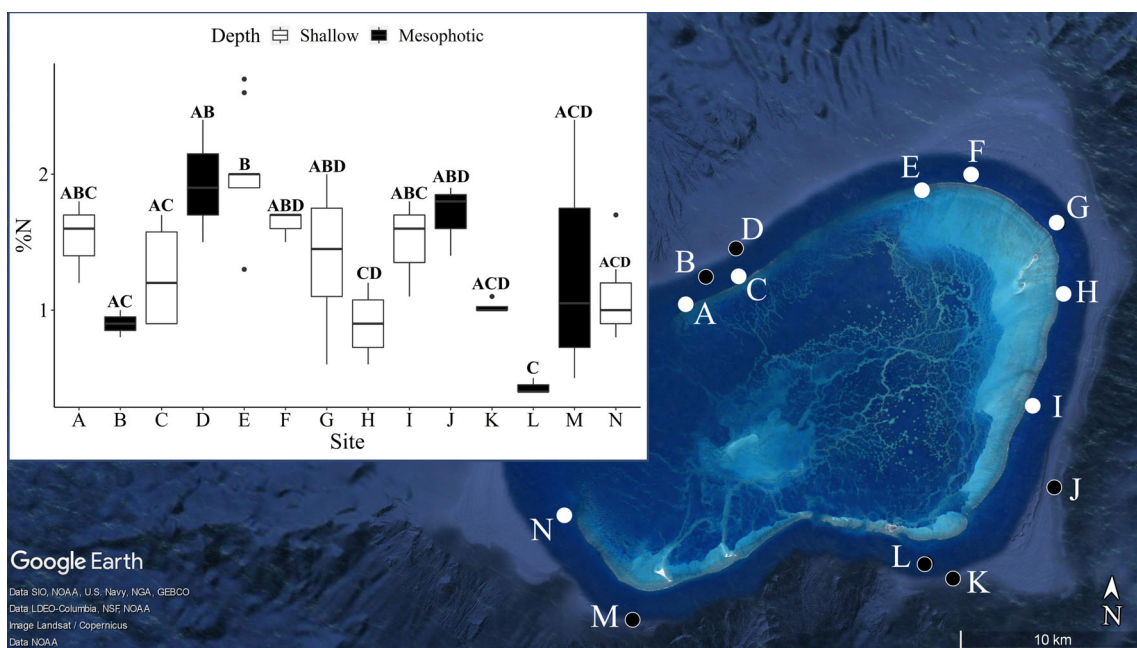 Depth Shallow Mesophotic
%N
2
1
ABC
AC
AC
AB
B
ABD
ABD
CD
ABC
ABD
ACD
C
ACD
ACD
A B C D E F G H I J K L M N
Site
F
E
G
D
B
C
H
A
I
J
N
L
K
M
Google Earth
Data SIO, NOAA, U.S. Navy, NGA, GEBCO
Data LDEO-Columbia, NSF, NOAA
Image Landsat / Copernicus
Data NOAA
N
10 km